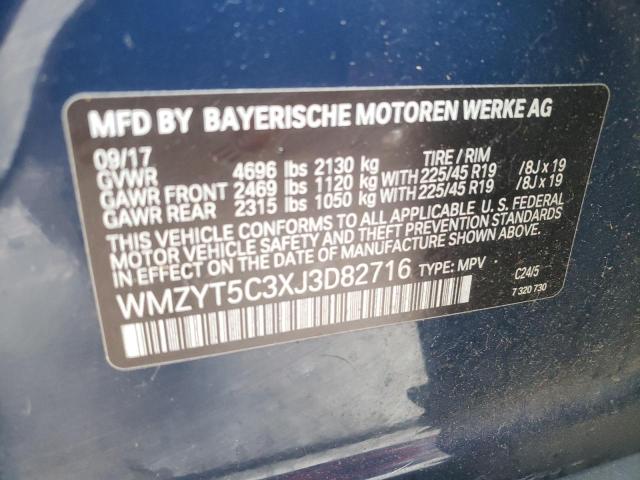 MFD BY BAYERISCHE MOTOREN WERKE AG
09/17 TIRE / RIM
GVWR 4696 lbs 2130 kg
GAWR FRONT 2469 lbs 1120 kg WITH 225/45 R19 /8J x 19
GAWR REAR 2315 lbs 1050 kg WITH 225/45 R19 /8J x 19
THIS VEHICLE CONFORMS TO ALL APPLICABLE U. S. FEDERAL
MOTOR VEHICLE SAFETY AND THEFT PREVENTION STANDARDS
IN EFFECT ON THE DATE OF MANUFACTURE SHOWN ABOVE.
WMZYT5C3XJ3D82716 TYPE: MPV C24/5
7 320 730